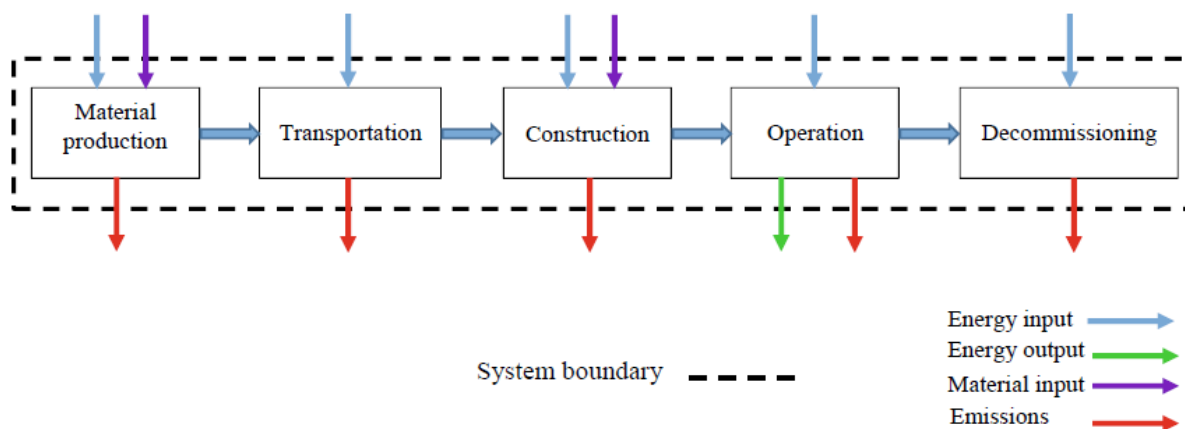 Material
production
Transportation
Construction
Operation
Decommissioning
System boundary
Energy input
Energy output
Material input
Emissions